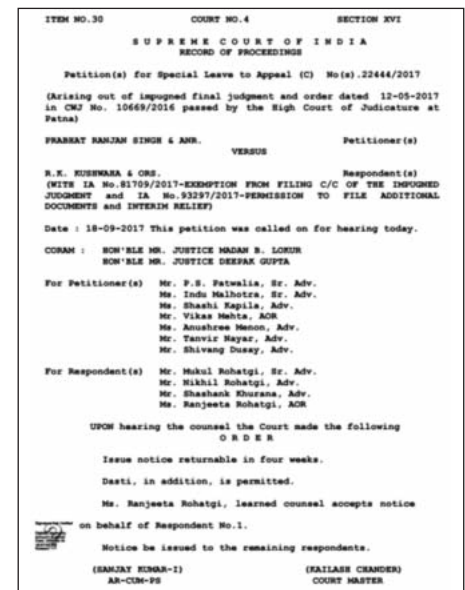 ITEM NO.30 COURT NO.4 SECTION XVI
S U P R E M E C O U R T O F I N D I A
RECORD OF PROCEEDINGS
Petition(s) for Special Leave to Appeal (C) No(s).22444/2017
(Arising out of impugned final judgment and order dated 12-05-2017
in CWJ No. 10669/2016 passed by the High Court of Judicature at
Patna)
PRABHAT RANJAN SINGH & ANR. Petitioner(s)
VERSUS
R.K. KUSHWAHA & ORS. Respondent(s)
(WITH IA No.81709/2017-EXEMPTION FROM FILING C/C OF THE IMPUGNED
JUDGMENT and IA No.93297/2017-PERMISSION TO FILE ADDITIONAL
DOCUMENTS and INTERIM RELIEF)
Date : 18-09-2017 This petition was called on for hearing today.
CORAM : HON'BLE MR. JUSTICE MADAN B. LOKUR
HON'BLE MR. JUSTICE DEEPAK GUPTA
For Petitioner(s) Mr. P.S. Patwalia, Sr. Adv.
Ms. Indu Malhotra, Sr. Adv.
Ms. Shashi Kapila, Adv.
Mr. Vikas Mehta, AOR
Ms. Anushree Menon, Adv.
Mr. Tanvir Nayar, Adv.
Mr. Shivang Dusay, Adv.
For Respondent(s) Mr. Mukul Rohatgi, Sr. Adv.
Mr. Nikhil Rohatgi, Adv.
Mr. Shashank Khurana, Adv.
Ms. Ranjeeta Rohatgi, AOR
UPON hearing the counsel the Court made the following
O R D E R
Issue notice returnable in four weeks.
Dasti, in addition, is permitted.
Ms. Ranjeeta Rohatgi, learned counsel accepts notice
on behalf of Respondent No.1.
Notice be issued to the remaining respondents.
(SANJAY KUMAR-I) (KAILASH CHANDER)
AR-CUM-PS COURT MASTER